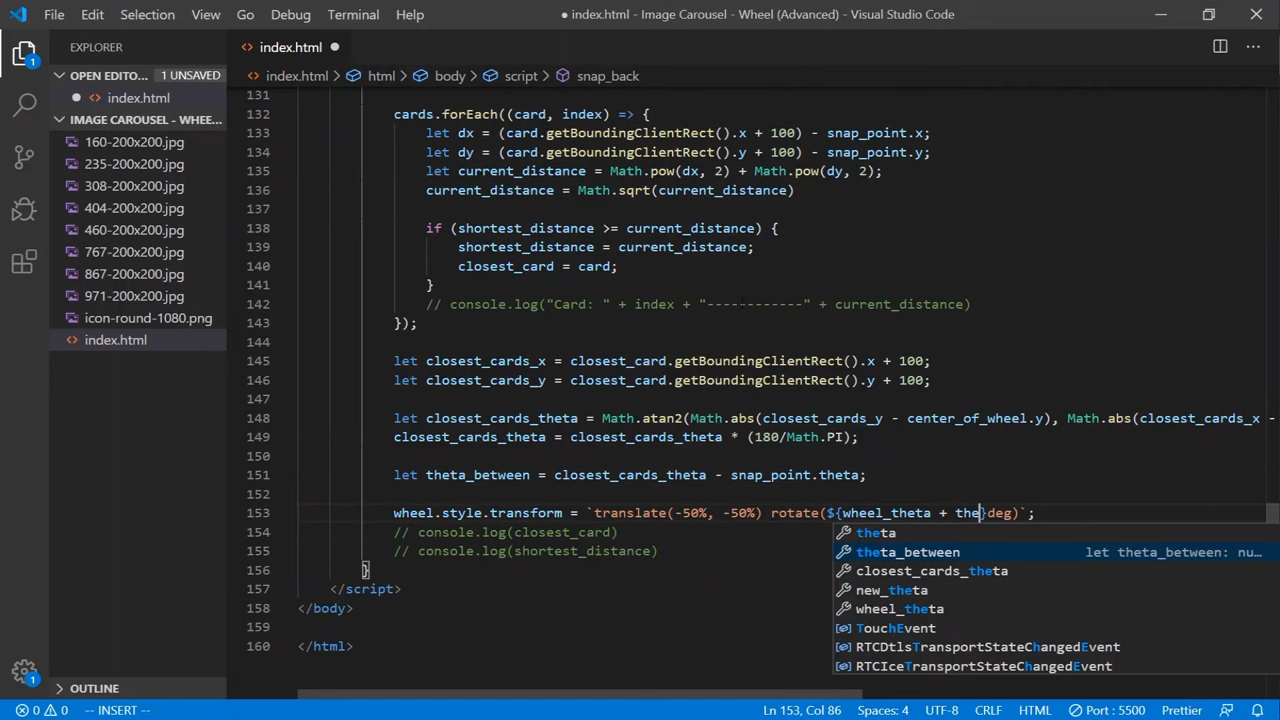 File Edit Selection View Go Debug Terminal Help ● index.html - Image Carousel - Wheel (Advanced) - Visual Studio Code
EXPLORER
OPEN EDITO... 1 UNSAVED
● <> index.html
IMAGE CAROUSEL - WHE...
160-200x200.jpg
235-200x200.jpg
308-200x200.jpg
404-200x200.jpg
460-200x200.jpg
767-200x200.jpg
867-200x200.jpg
971-200x200.jpg
icon-round-1080.png
<> index.html
OUTLINE
1
1
<> index.html ●
<> index.html > html > body > script > snap_back
131
132 cards.forEach((card, index) => {
133 let dx = (card.getBoundingClientRect().x + 100) - snap_point.x;
134 let dy = (card.getBoundingClientRect().y + 100) - snap_point.y;
135 let current_distance = Math.pow(dx, 2) + Math.pow(dy, 2);
136 current_distance = Math.sqrt(current_distance)
137
138 if (shortest_distance >= current_distance) {
139 shortest_distance = current_distance;
140 closest_card = card;
141 }
142 // console.log("Card: " + index + "------------" + current_distance)
143 });
144
145 let closest_cards_x = closest_card.getBoundingClientRect().x + 100;
146 let closest_cards_y = closest_card.getBoundingClientRect().y + 100;
147
148 let closest_cards_theta = Math.atan2(Math.abs(closest_cards_y - center_of_wheel.y), Math.abs(closest_cards_x -
149 closest_cards_theta = closest_cards_theta * (180/Math.PI);
150
151 let theta_between = closest_cards_theta - snap_point.theta;
152
153 wheel.style.transform = `translate(-50%, -50%) rotate(${wheel_theta + the}deg)`;
154 // console.log(closest_card)
155 // console.log(shortest_distance)
156 }
157 </script>
158 </body>
159
160 </html>
theta
theta_between let theta_between: nu...
closest_cards_theta
new_theta
wheel_theta
TouchEvent
RTCDtlsTransportStateChangedEvent
RTCIceTransportStateChangedEvent
0 0 -- INSERT -- Ln 153, Col 86 Spaces: 4 UTF-8 CRLF HTML Port : 5500 Prettier